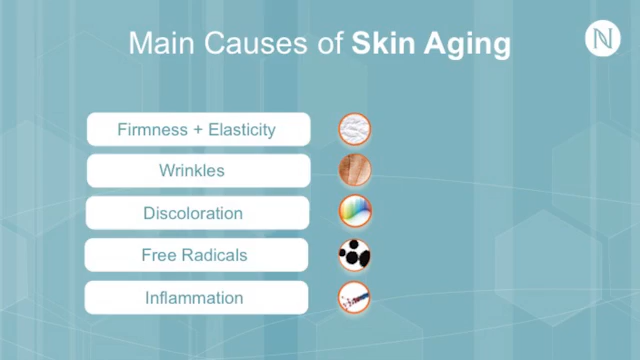 Main Causes of Skin Aging
N
Firmness + Elasticity
Wrinkles
Discoloration
Free Radicals
Inflammation